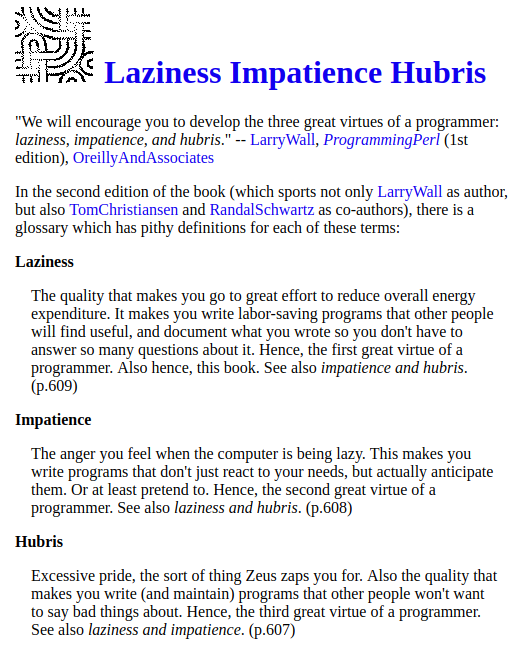 Laziness Impatience Hubris
"We will encourage you to develop the three great virtues of a programmer:
laziness, impatience, and hubris." -- LarryWall, ProgrammingPerl (1st
edition), OreillyAndAssociates
In the second edition of the book (which sports not only LarryWall as author,
but also TomChristiansen and RandalSchwartz as co-authors), there is a
glossary which has pithy definitions for each of these terms:
Laziness
The quality that makes you go to great effort to reduce overall energy
expenditure. It makes you write labor-saving programs that other people
will find useful, and document what you wrote so you don't have to
answer so many questions about it. Hence, the first great virtue of a
programmer. Also hence, this book. See also impatience and hubris.
(p.609)
Impatience
The anger you feel when the computer is being lazy. This makes you
write programs that don't just react to your needs, but actually anticipate
them. Or at least pretend to. Hence, the second great virtue of a
programmer. See also laziness and hubris. (p.608)
Hubris
Excessive pride, the sort of thing Zeus zaps you for. Also the quality that
makes you write (and maintain) programs that other people won't want
to say bad things about. Hence, the third great virtue of a programmer.
See also laziness and impatience. (p.607)